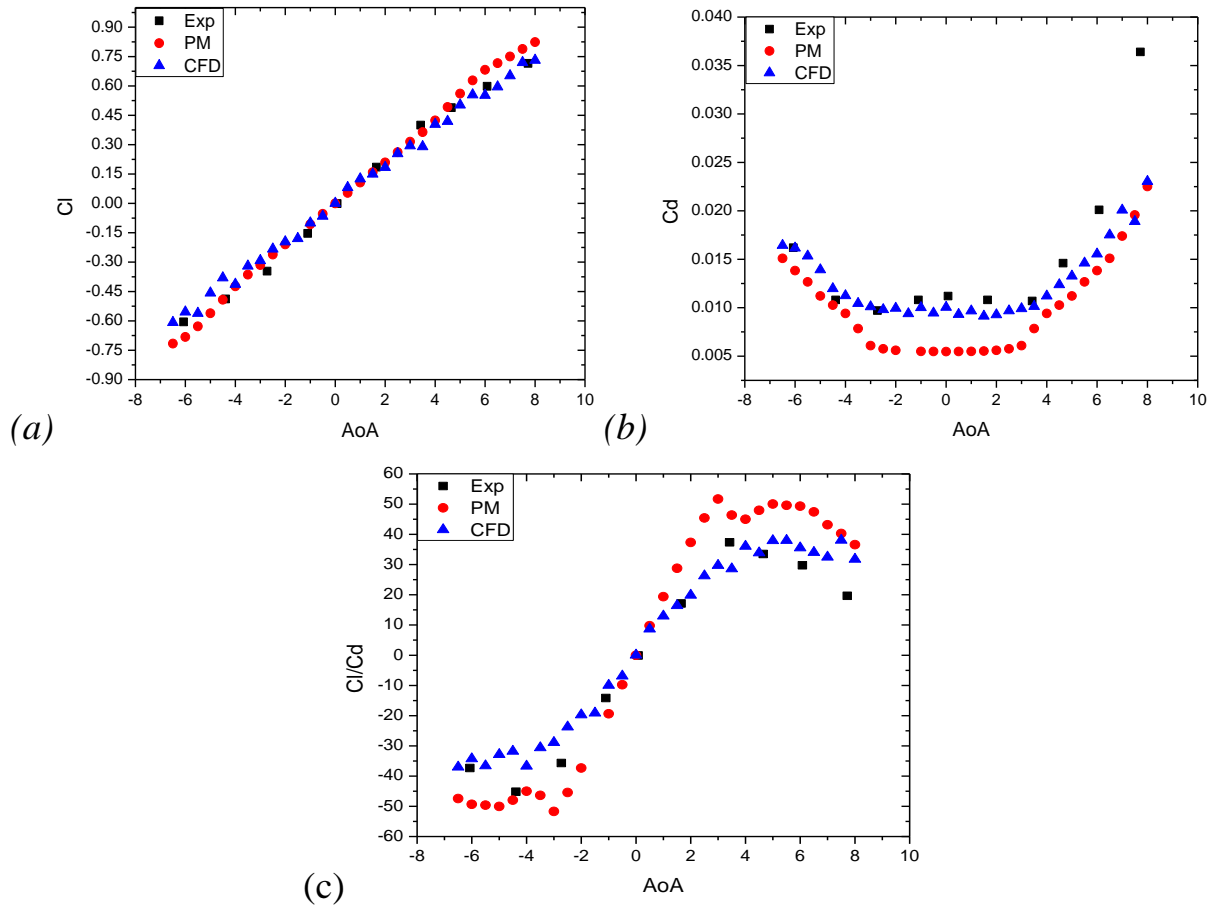 Exp
PM
CFD
0.90
0.75
0.60
0.45
0.30
0.15
0.00
-0.15
-0.30
-0.45
-0.60
-0.75
-0.90
Cl
-8 -6 -4 -2 0 2 4 6 8 10
AoA
(a)
Exp
PM
CFD
0.040
0.035
0.030
0.025
0.020
0.015
0.010
0.005
Cd
-8 -6 -4 -2 0 2 4 6 8 10
AoA
(b)
Exp
PM
CFD
60
50
40
30
20
10
0
-10
-20
-30
-40
-50
-60
Cl/Cd
-8 -6 -4 -2 0 2 4 6 8 10
AoA
(c)